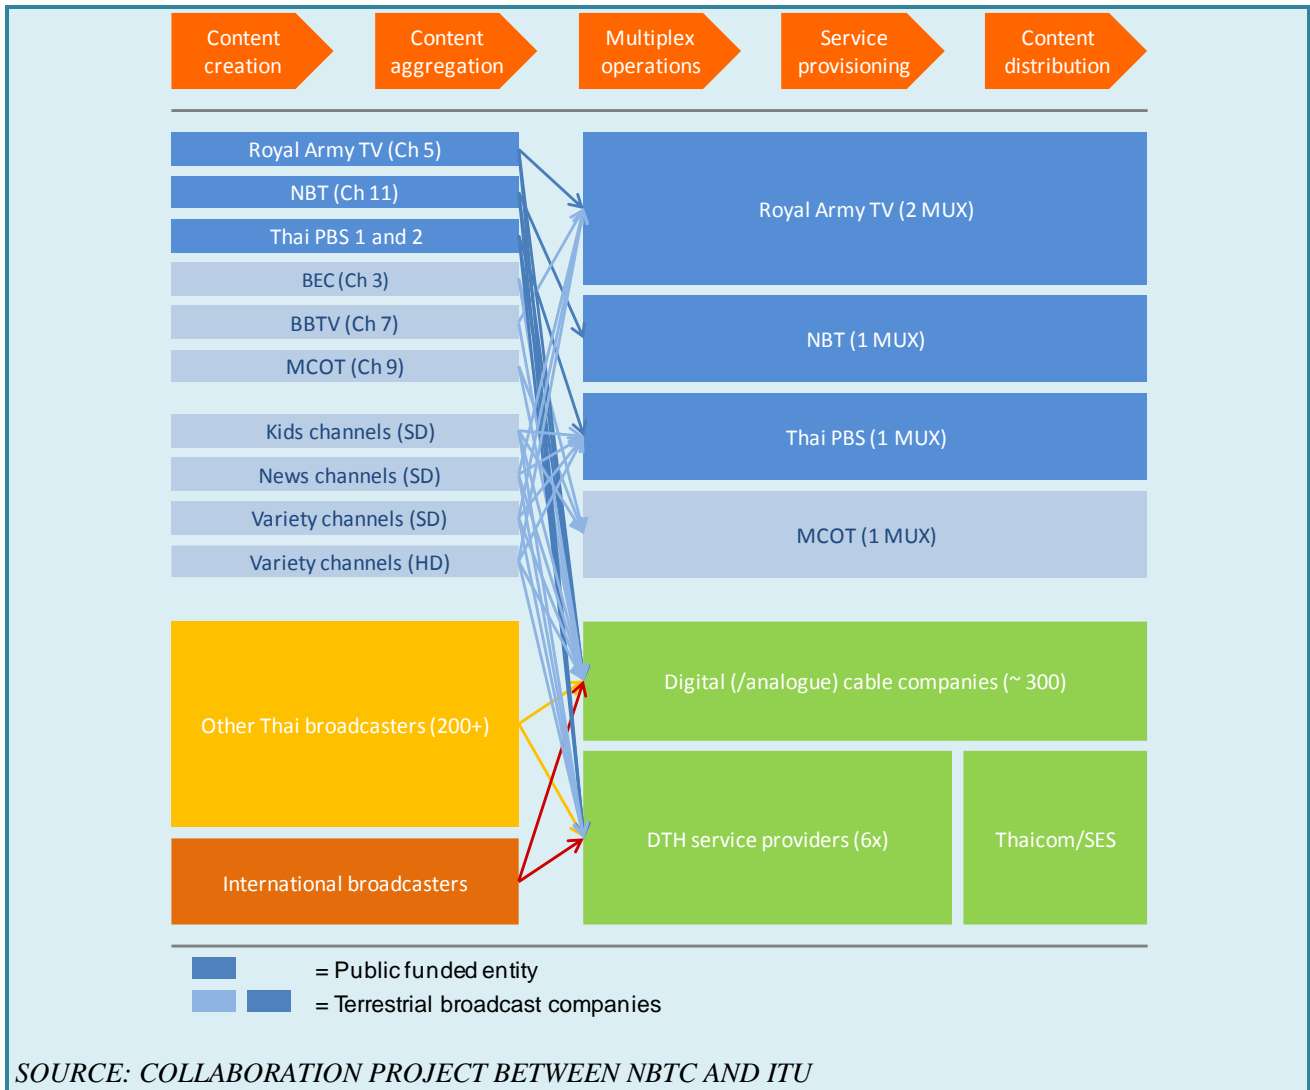 Content
creation
Content
aggregation
Multiplex
operations
Service
provisioning
Content
distribution
Royal Army TV (Ch 5)
NBT (Ch 11)
Thai PBS 1 and 2
BEC (Ch 3)
BBTV (Ch 7)
MCOT (Ch 9)
Kids channels (SD)
News channels (SD)
Variety channels (SD)
Variety channels (HD)
Other Thai broadcasters (200+)
International broadcasters
Royal Army TV (2 MUX)
NBT (1 MUX)
Thai PBS (1 MUX)
MCOT (1 MUX)
Digital (/analogue) cable companies (~ 300)
DTH service providers (6x)
Thaicom/SES
= Public funded entity
= Terrestrial broadcast companies
SOURCE: COLLABORATION PROJECT BETWEEN NBTC AND ITU